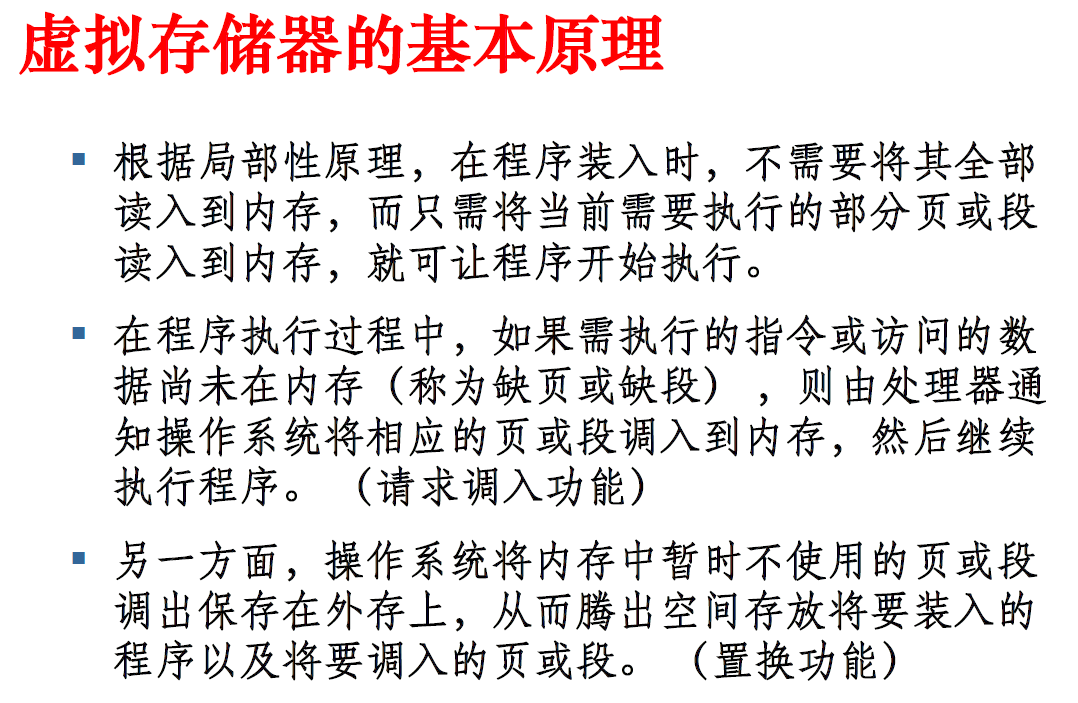 虚拟存储器的基本原理
根据局部性原理，在程序装入时，不需要将其全部
读入到内存，而只需将当前需要执行的部分页或段
读入到内存，就可让程序开始执行。
在程序执行过程中，如果需执行的指令或访问的数
据尚未在内存（称为缺页或缺段），则由处理器通
知操作系统将相应的页或段调入到内存，然后继续
执行程序。（请求调入功能）
另一方面，操作系统将内存中暂时不使用的页或段
调出保存在外存上，从而腾出空间存放将要装入的
程序以及将要调入的页或段。（置换功能）